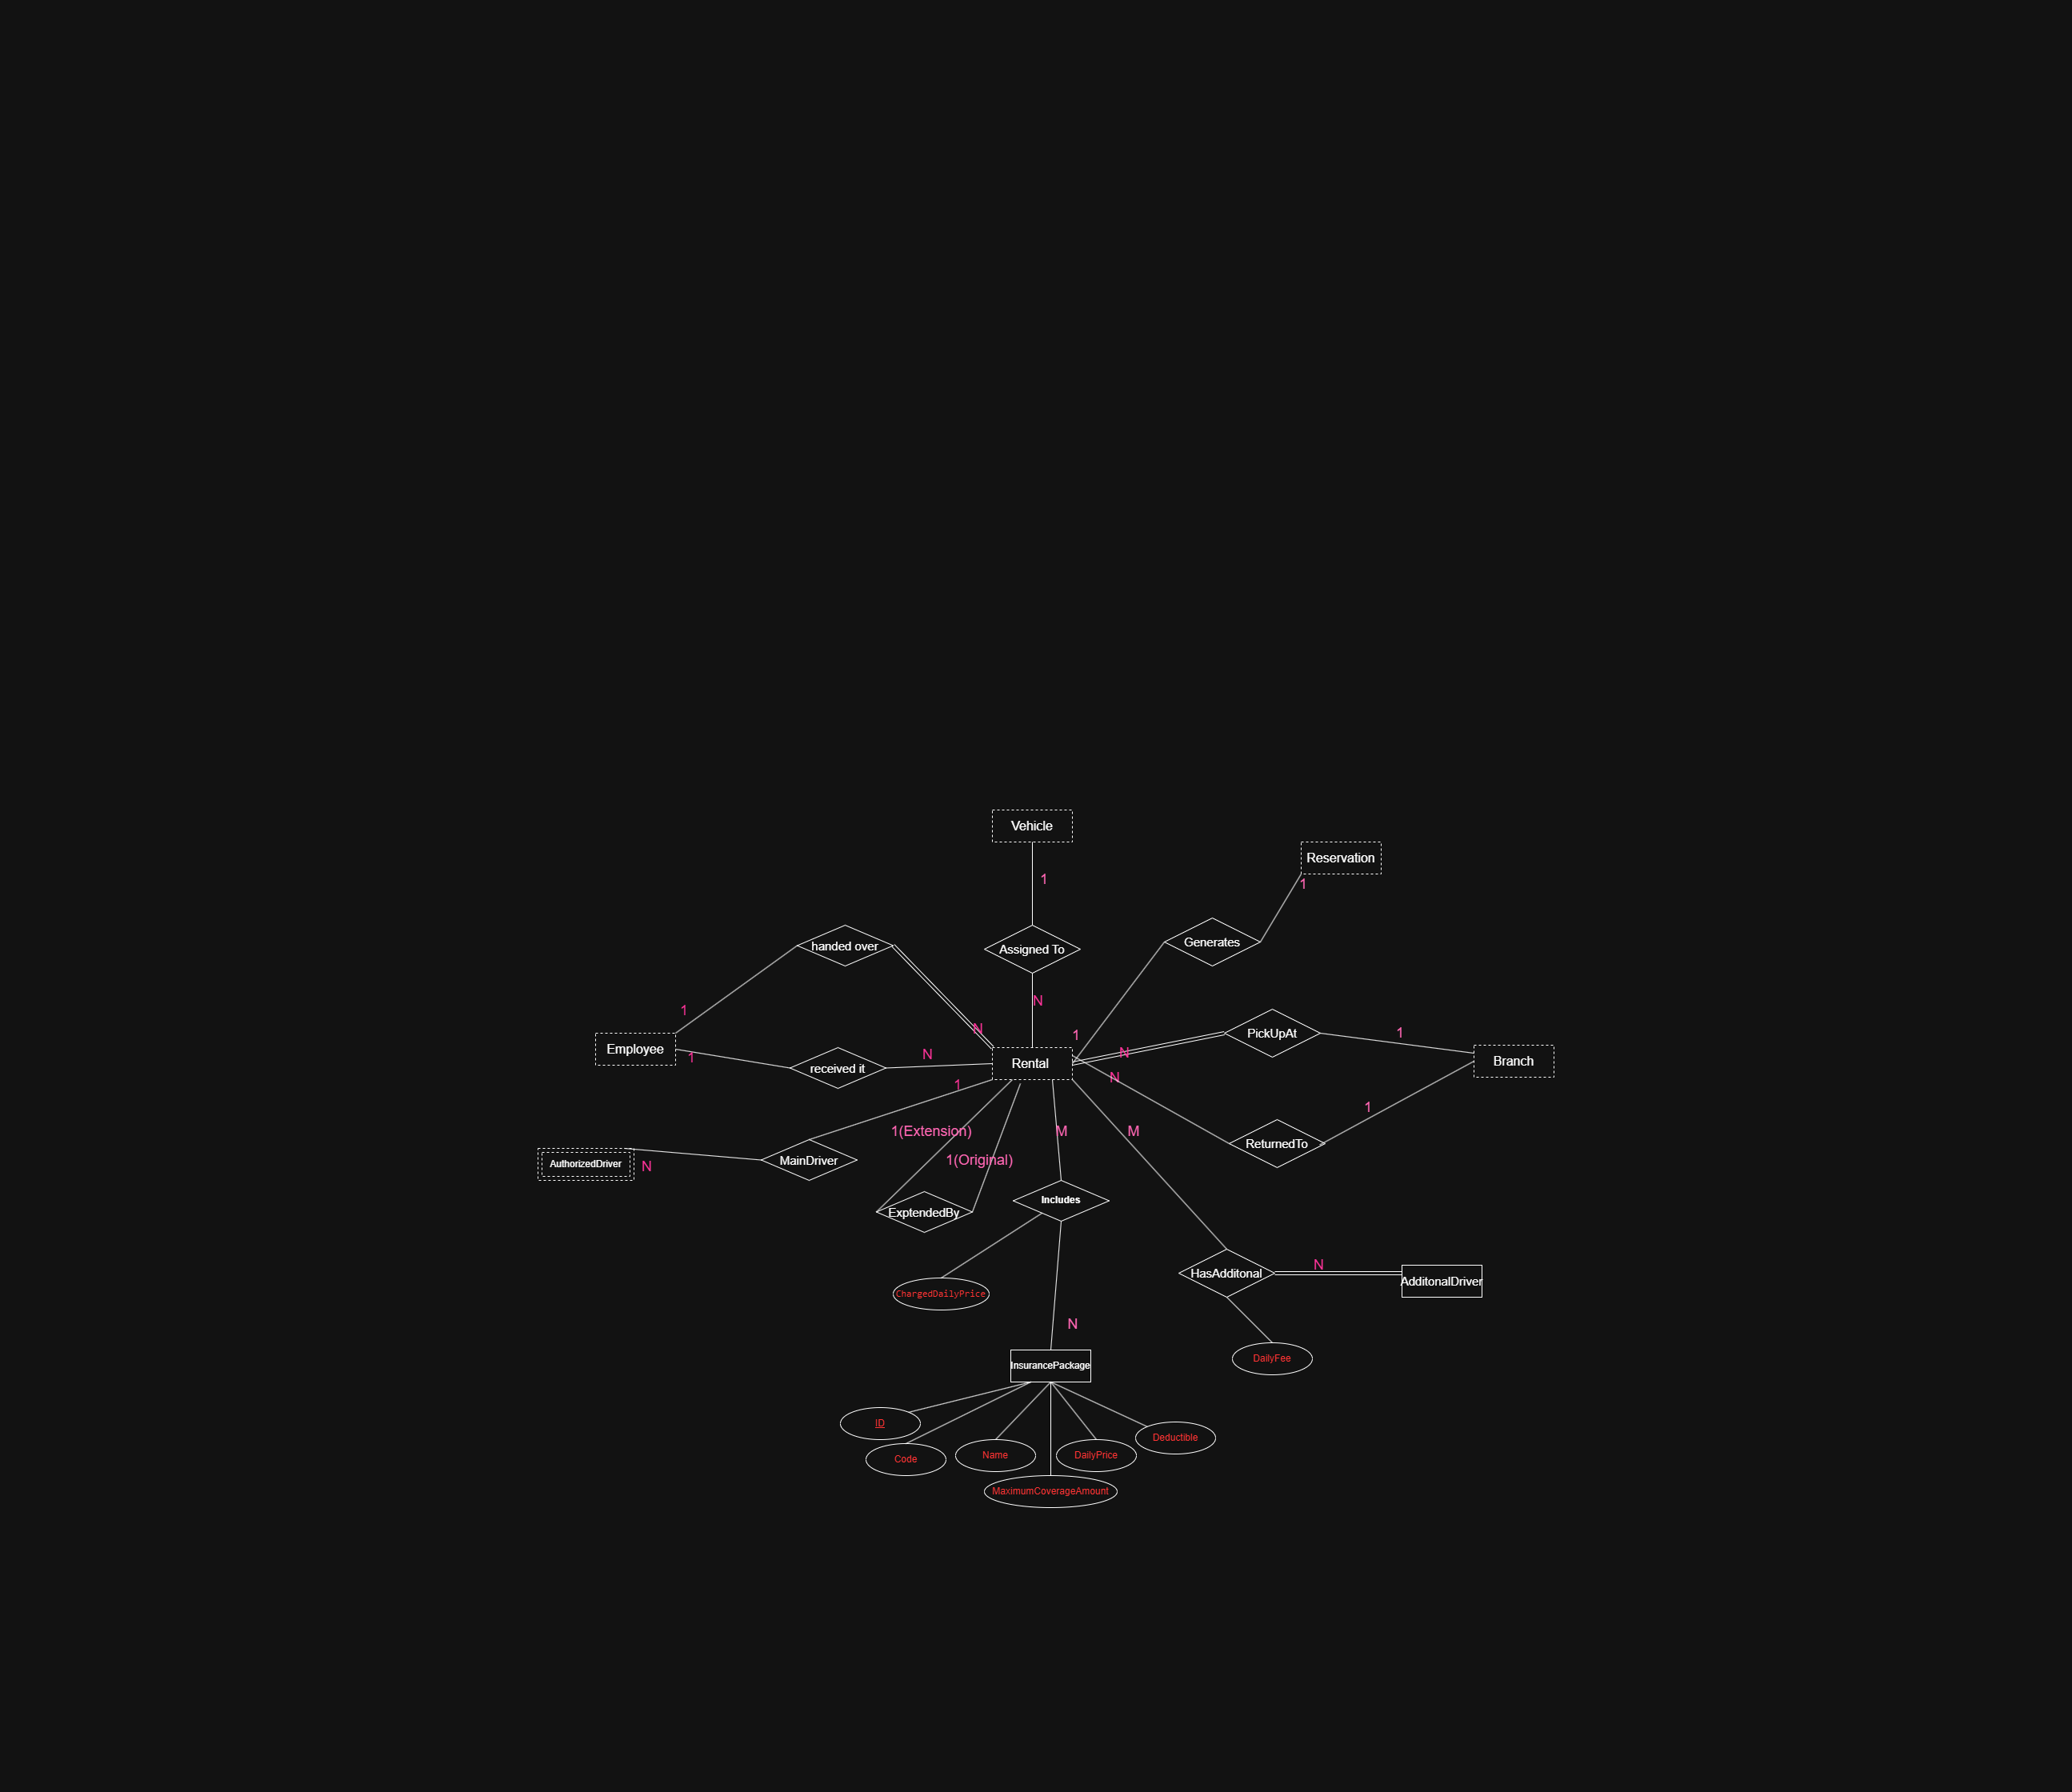 Vehicle
Reservation
1
1
handed over
Assigned To
Generates
N
1
N
1
N
1
PickUpAt
1
Employee
1
received it
N
Rental
N
Branch
N
1
1
1(Extension)
M
M
ReturnedTo
AuthorizedDriver
N
MainDriver
1(Original)
Includes
ExptendedBy
HasAdditonal
N
AdditonalDriver
ChargedDailyPrice
N
DailyFee
InsurancePackage
ID
Code
Name
DailyPrice
Deductible
MaximumCoverageAmount